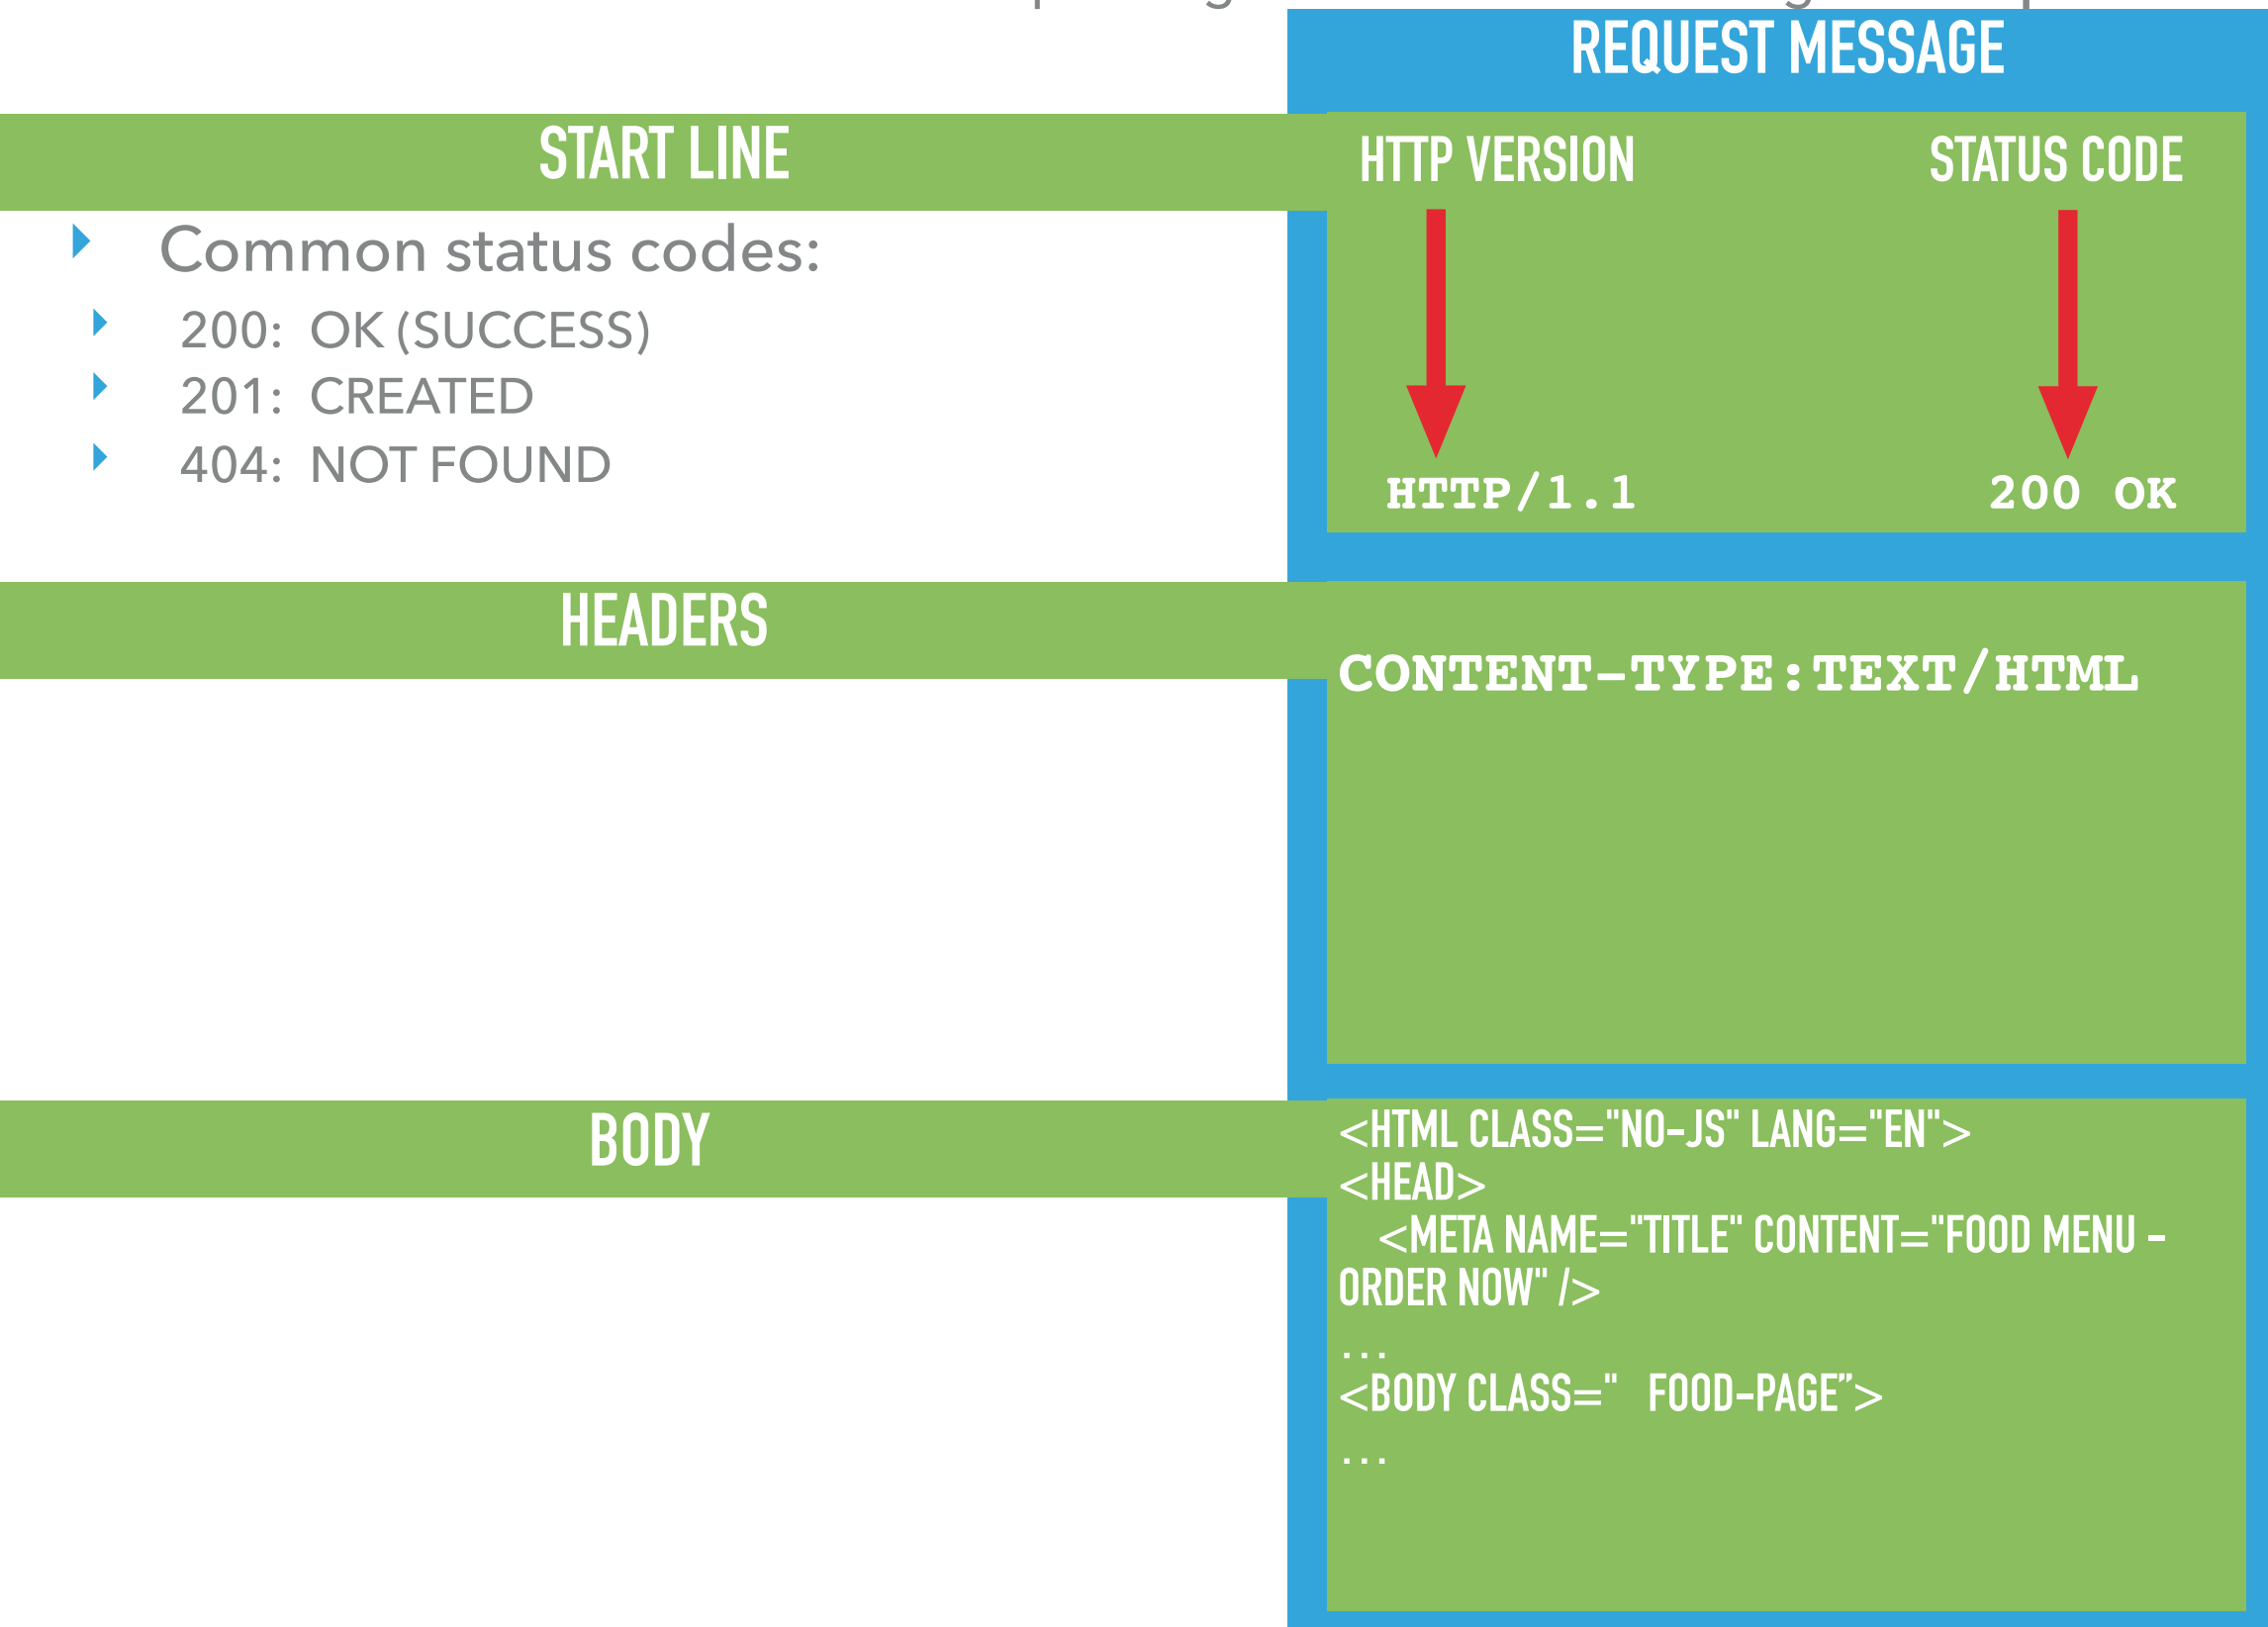 REQUEST MESSAGE
START LINE
HTTP VERSION STATUS CODE
Common status codes:
200: OK (SUCCESS)
201: CREATED
404: NOT FOUND
HTTP/1.1 200 OK
HEADERS
CONTENT-TYPE:TEXT/HTML
BODY
<HTML CLASS="NO-JS" LANG="EN">
<HEAD>
<META NAME="TITLE" CONTENT="FOOD MENU -
ORDER NOW" />
...
<BODY CLASS=" FOOD-PAGE”>
...